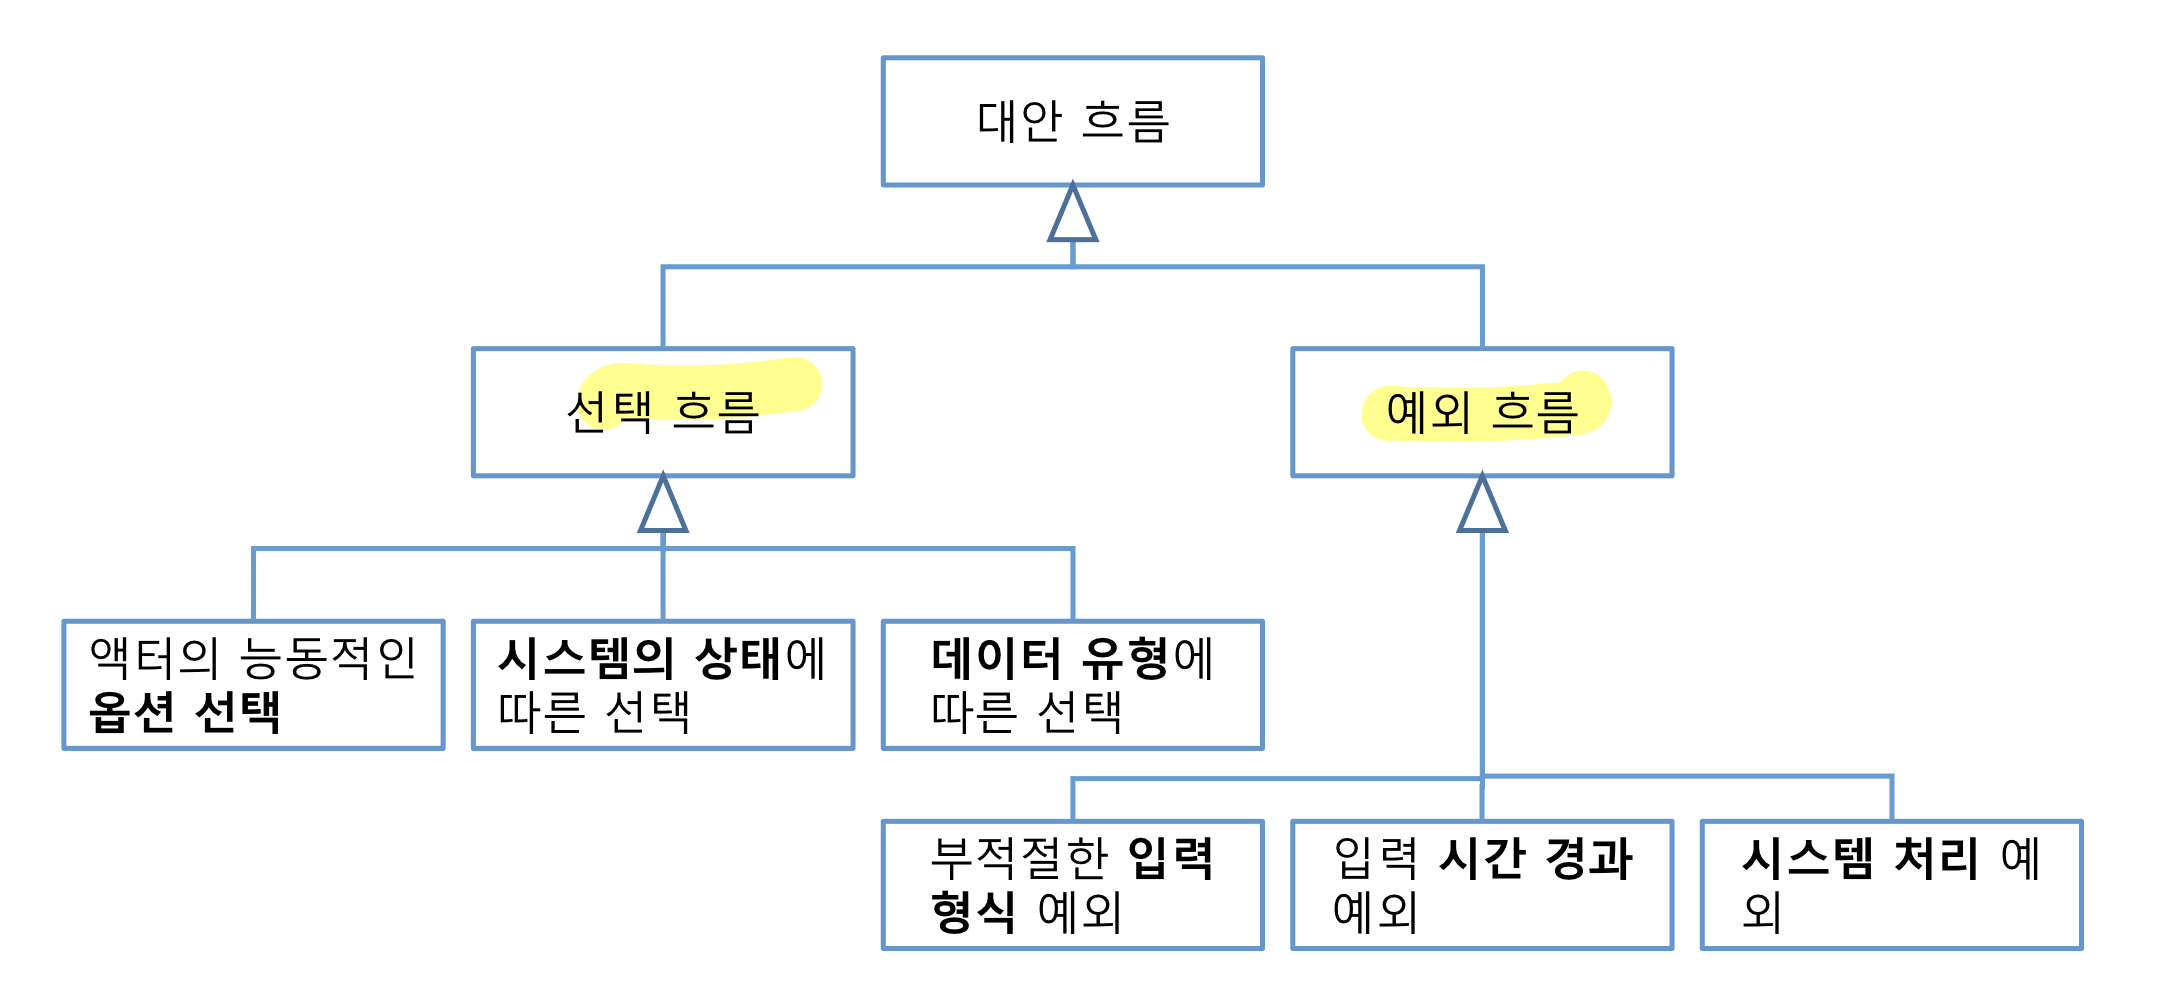 대안 흐름
선택 흐름
예외 흐름
액터의 능동적인
옵션 선택
시스템의 상태에
따른 선택
데이터 유형에
따른 선택
부적절한 입력
형식 예외
입력 시간 경과
예외
시스템 처리 예
외